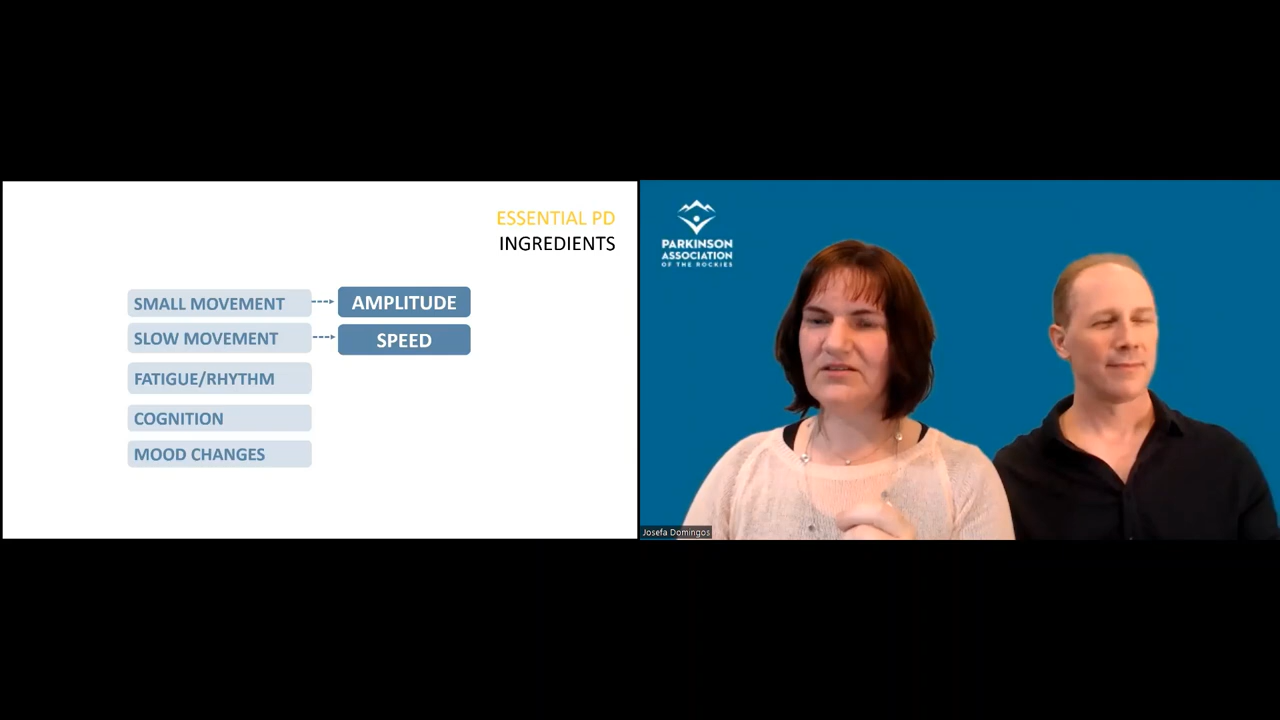 ESSENTIAL PD
INGREDIENTS
SMALL MOVEMENT
AMPLITUDE
SLOW MOVEMENT
SPEED
FATIGUE/RHYTHM
COGNITION
MOOD CHANGES
PARKINSON
ASSOCIATION
OF THE ROCKIES
Josefa Domingos